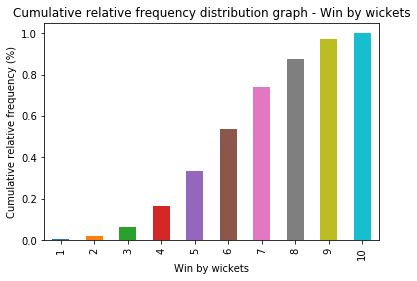 Cumulative relative frequency distribution graph - Win by wickets
Cumulative relative frequency (%)
1.0
0.8
0.6
0.4
0.2
0.0
1 2 3 4 5 6 7 8 9 10
Win by wickets